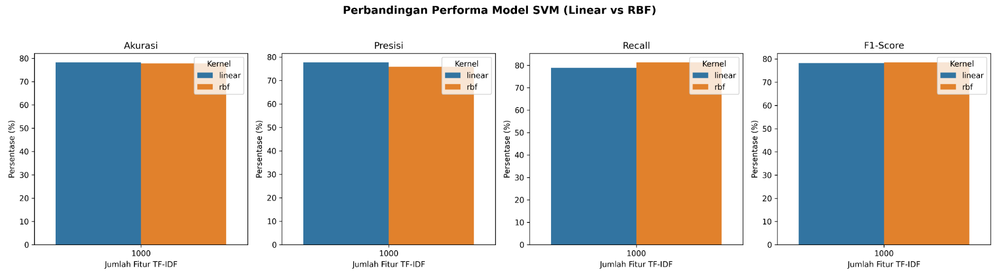 Perbandingan Performa Model SVM (Linear vs RBF)
Akurasi
Persentase (%)
80
70
60
50
40
30
20
10
0
Kernel
linear
rbf
1000
Jumlah Fitur TF-IDF
Presisi
Persentase (%)
80
70
60
50
40
30
20
10
0
Kernel
linear
rbf
1000
Jumlah Fitur TF-IDF
Recall
Persentase (%)
80
70
60
50
40
30
20
10
0
Kernel
linear
rbf
1000
Jumlah Fitur TF-IDF
F1-Score
Persentase (%)
80
70
60
50
40
30
20
10
0
Kernel
linear
rbf
1000
Jumlah Fitur TF-IDF